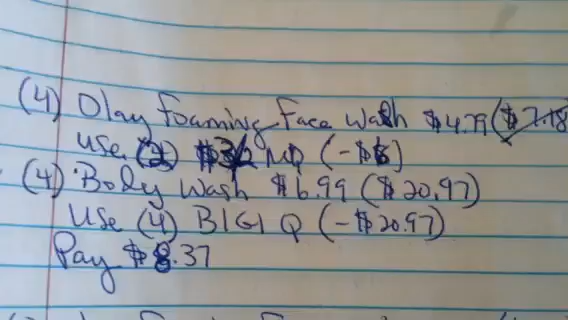 (4) Olay Foaming Face Wash $4.79 ($7.18
use (2) $3/2 MQ (-$6)
(4) Body Wash $6.99 ($20.97)
Use (4) B1G1 Q (-$20.97)
Pay $8.37